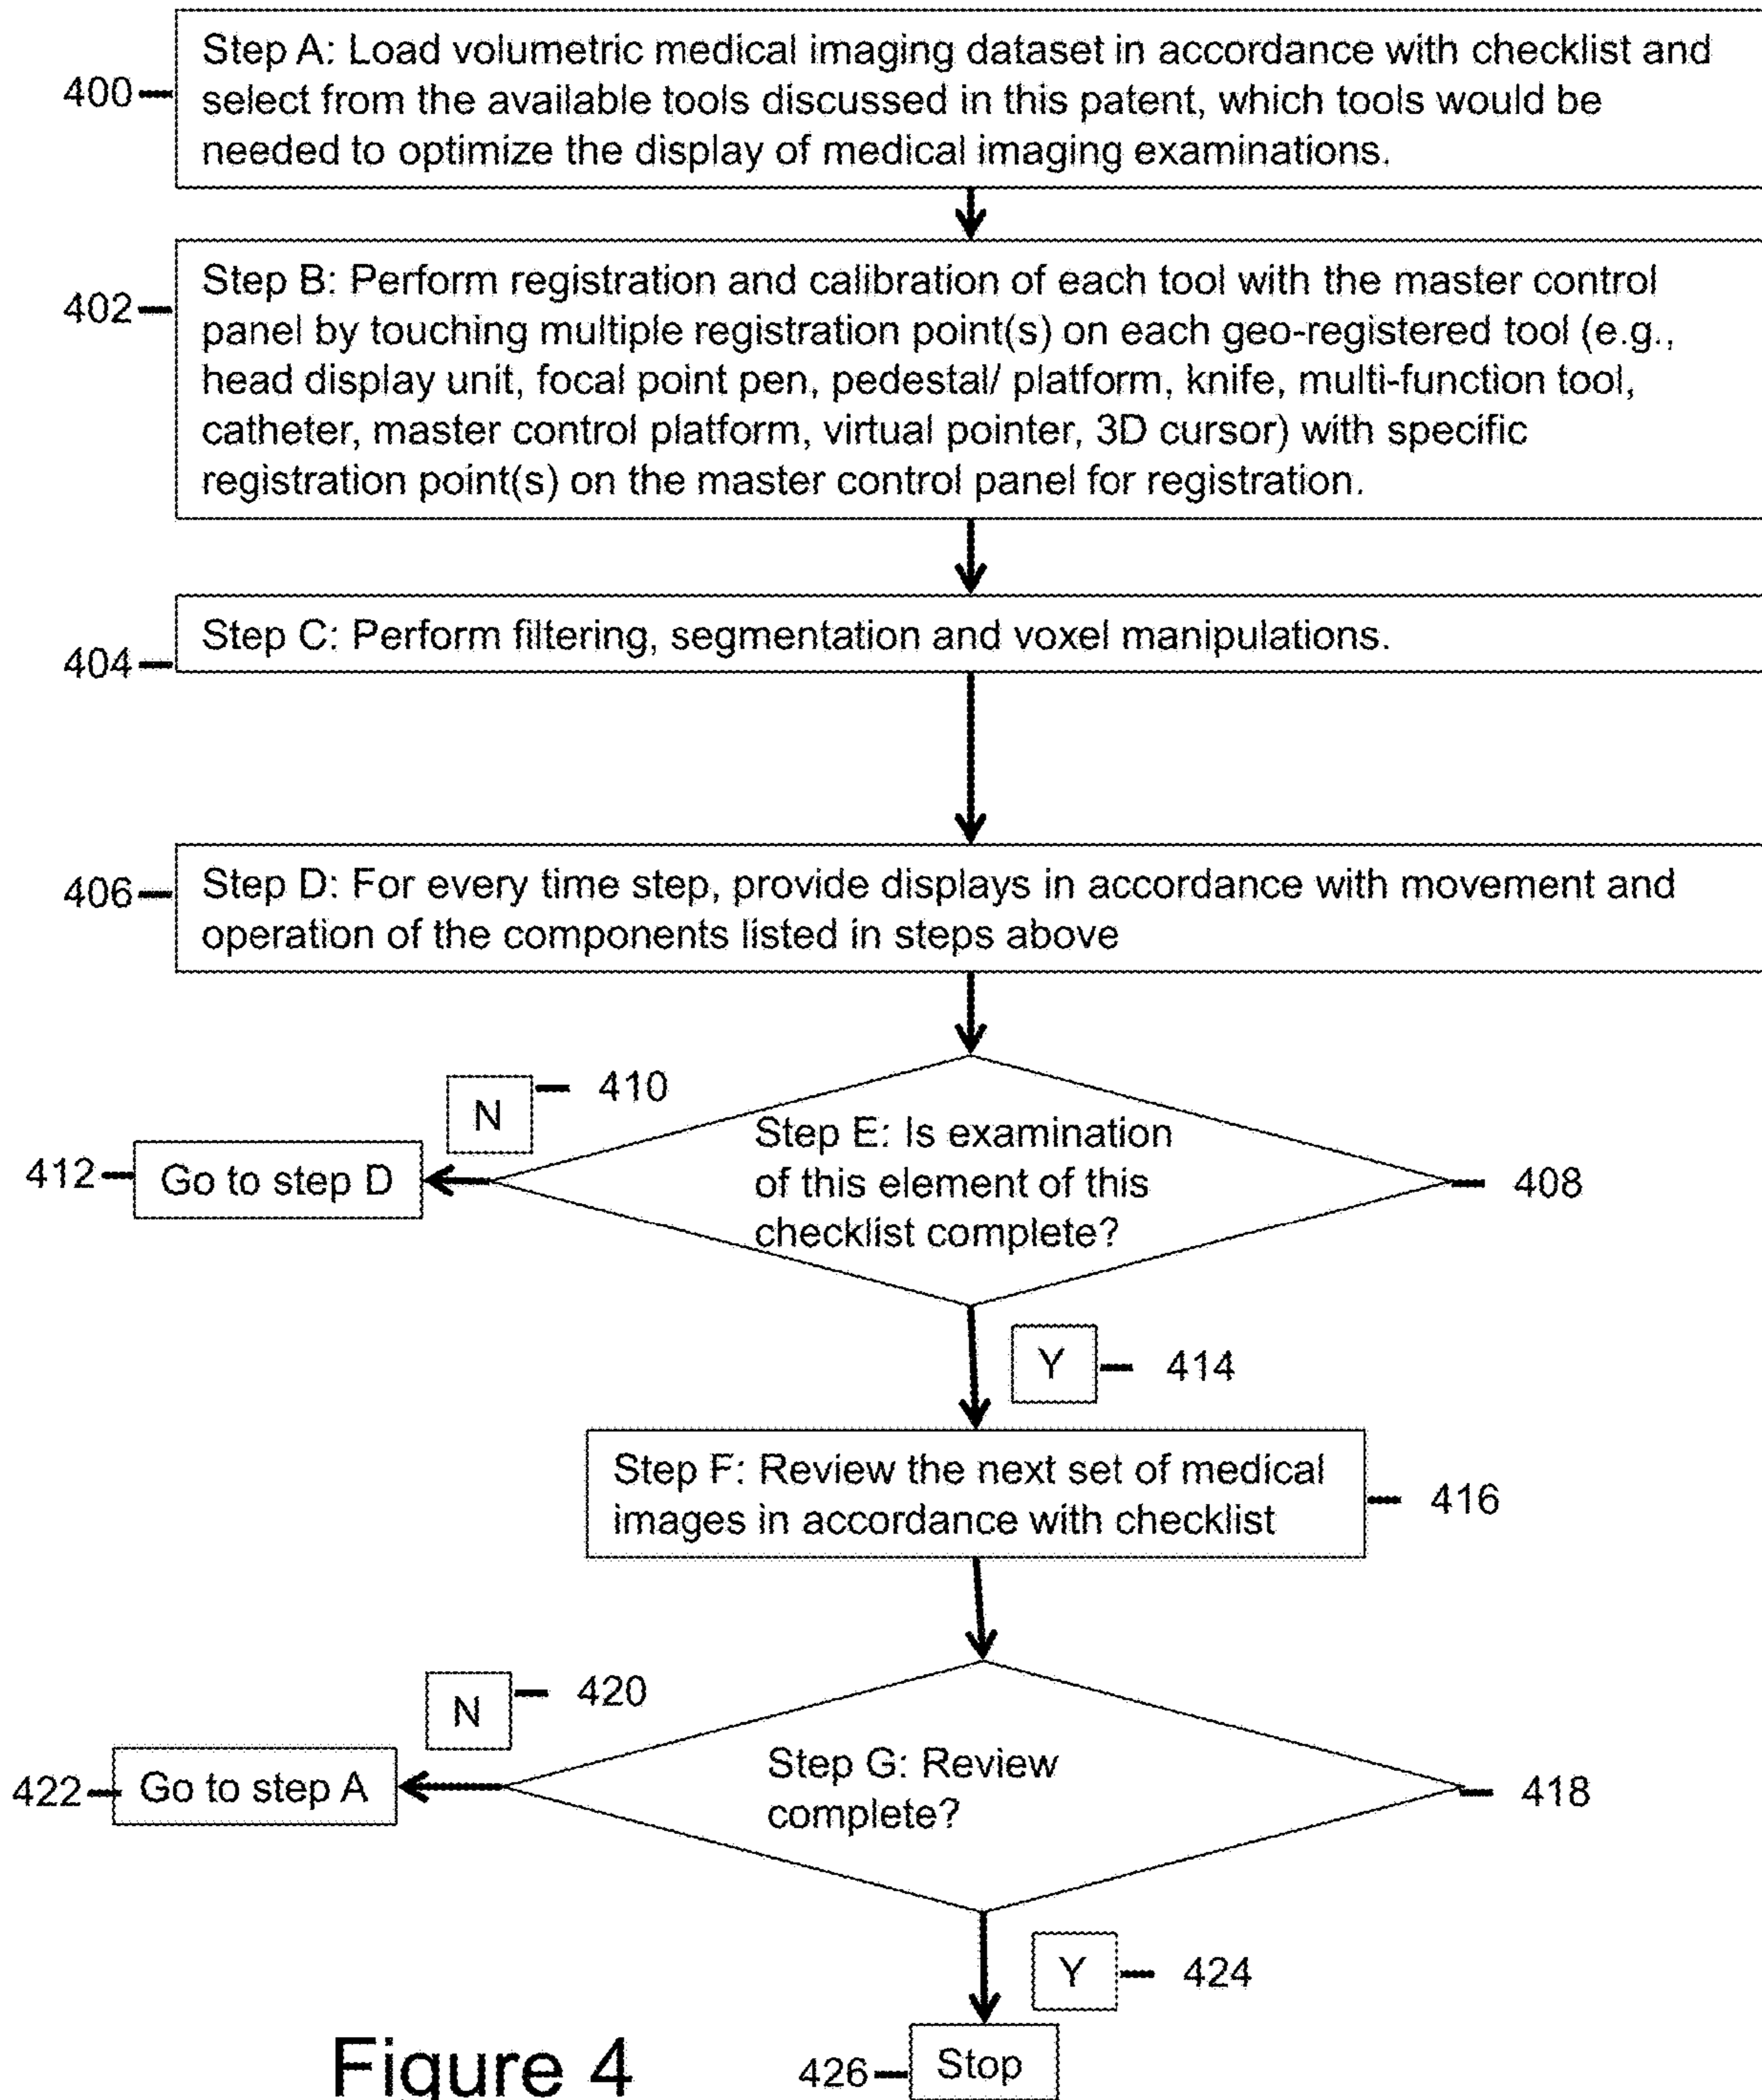 400
Step A: Load volumetric medical imaging dataset in accordance with checklist and
select from the available tools discussed in this patent, which tools would be
needed to optimize the display of medical imaging examinations.
402
Step B: Perform registration and calibration of each tool with the master control
panel by touching multiple registration point(s) on each geo-registered tool (e.g.,
head display unit, focal point pen, pedestal/ platform, knife, multi-function tool,
catheter, master control platform, virtual pointer, 3D cursor) with specific
registration point(s) on the master control panel for registration.
404
Step C: Perform filtering, segmentation and voxel manipulations.
406
Step D: For every time step, provide displays in accordance with movement and
operation of the components listed in steps above
N
410
412
Go to step D
Step E: Is examination
of this element of this
checklist complete?
408
Y
414
Step F: Review the next set of medical
images in accordance with checklist
416
N
420
422
Go to step A
Step G: Review
complete?
418
Y
424
426
Stop
Figure 4